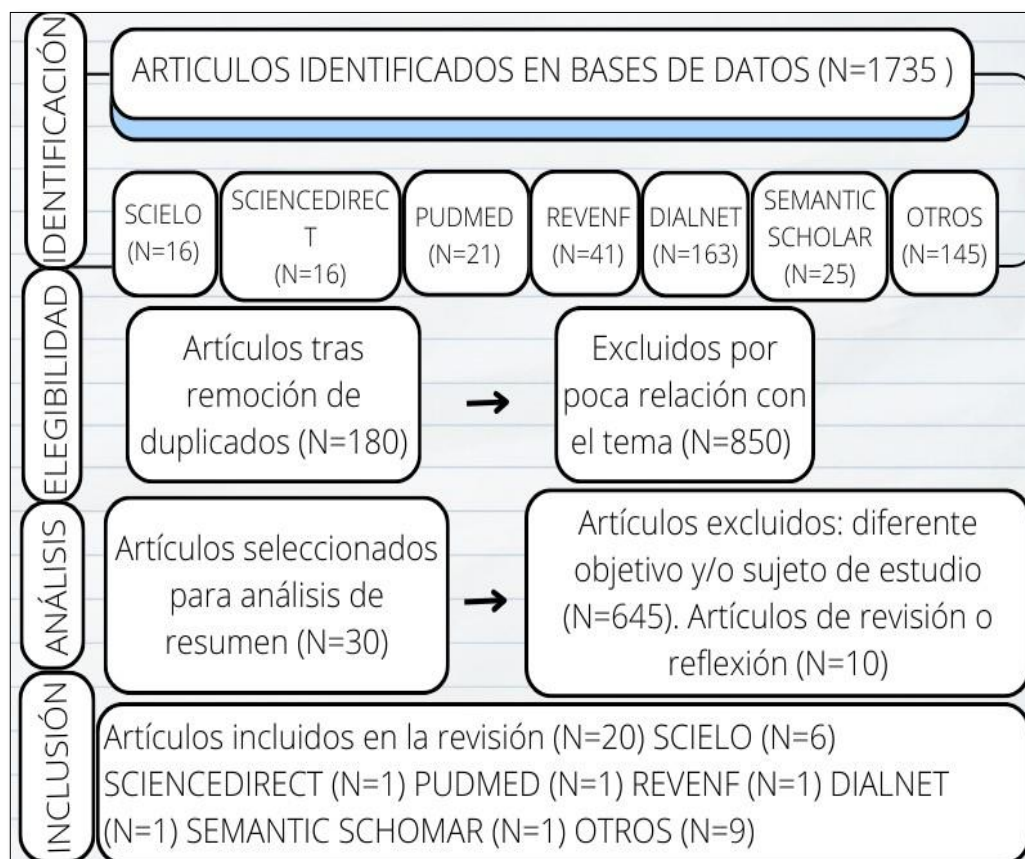 IDENTIFICACIÓN
ARTICULOS IDENTIFICADOS EN BASES DE DATOS (N=1735 )
SCIELO
(N=16)
SCIENCEDIREC
T
(N=16)
PUDMED
(N=21)
REVENF
(N=41)
DIALNET
(N=163)
SEMANTIC
SCHOLAR
(N=25)
OTROS
(N=145)
ELEGIBILIDAD
Artículos tras
remoción de
duplicados (N=180)
Excluidos por
poca relación con
el tema (N=850)
ANÁLISIS
Artículos seleccionados
para análisis de
resumen (N=30)
Artículos excluidos: diferente
objetivo y/o sujeto de estudio
(N=645). Artículos de revisión o
reflexión (N=10)
INCLUSIÓN
Artículos incluidos en la revisión (N=20) SCIELO (N=6)
SCIENCEDIRECT (N=1) PUDMED (N=1) REVENF (N=1) DIALNET
(N=1) SEMANTIC SCHOMAR (N=1) OTROS (N=9)